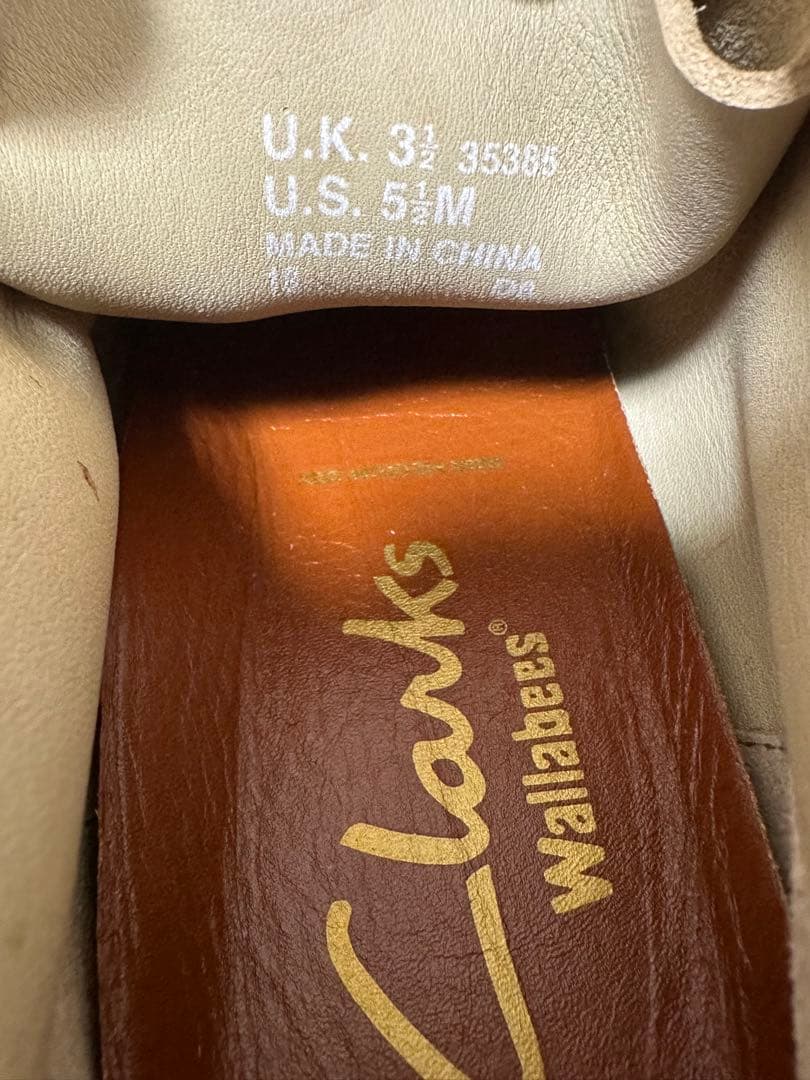 U.K. 3½ 35385
U.S. 5½M
MADE IN CHINA
Clarks
Wallabees®